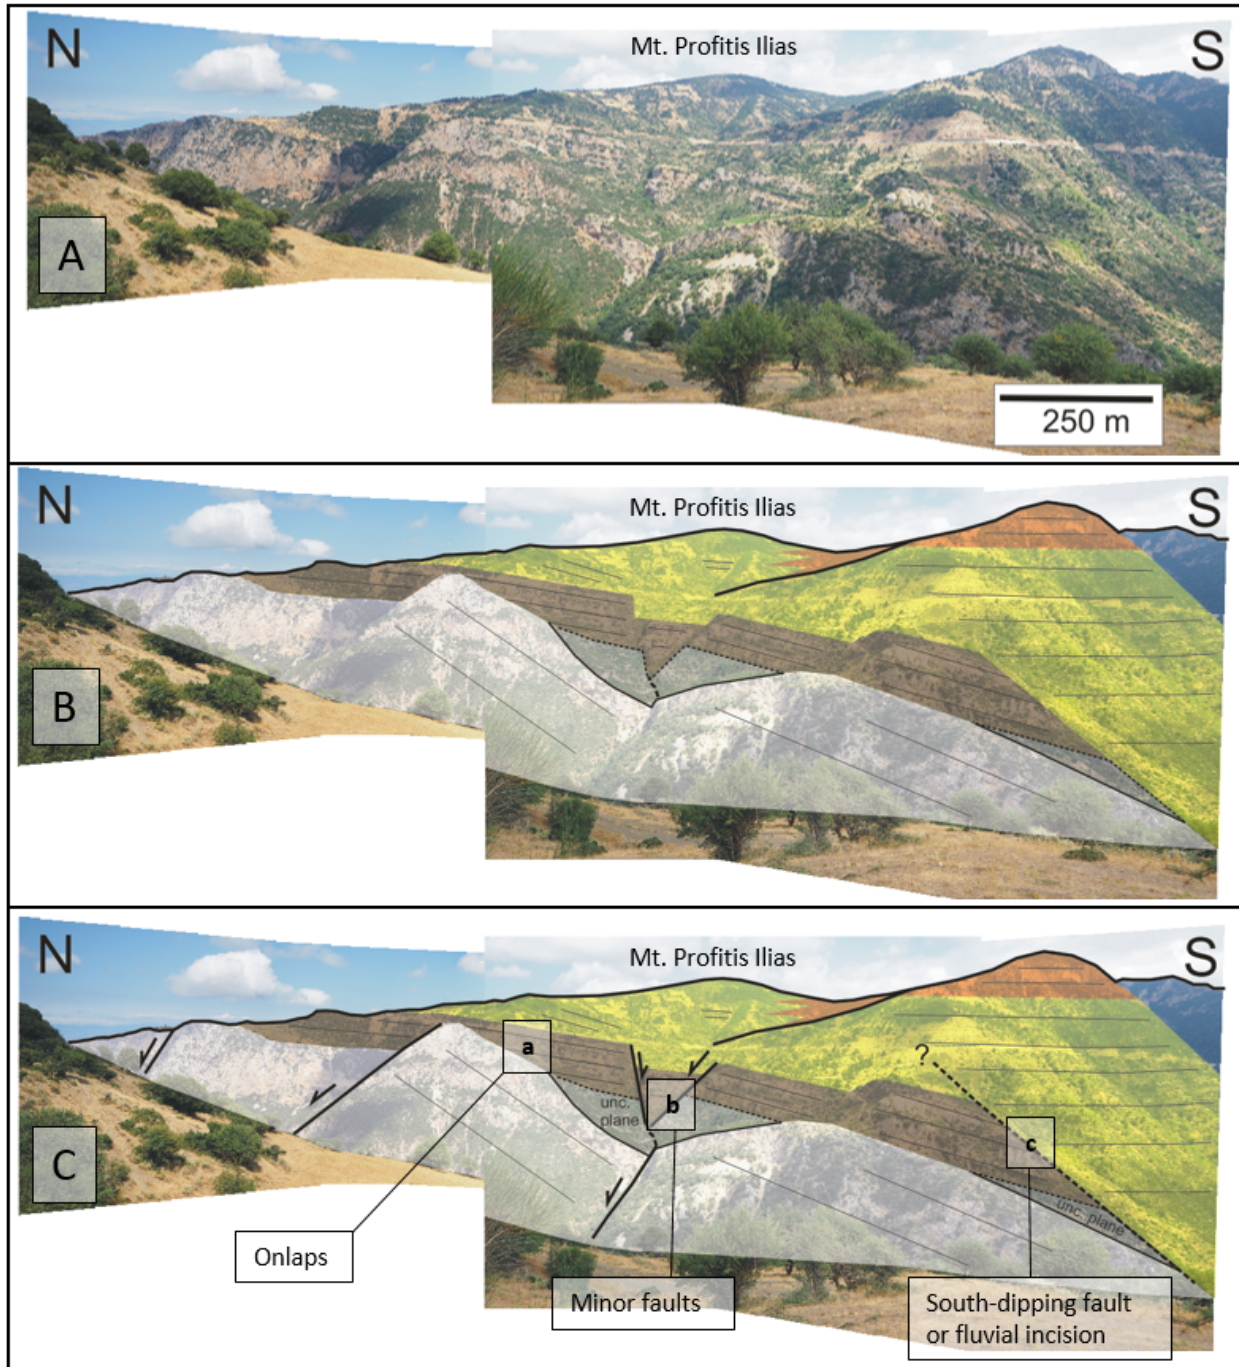 N
Mt. Profitis Ilias
S
A
250 m
N
Mt. Profitis Ilias
S
B
N
Mt. Profitis Ilias
S
?
a
unc.
plane
b
c
C
unc. plane
Onlaps
Minor faults
South-dipping fault
or fluvial incision